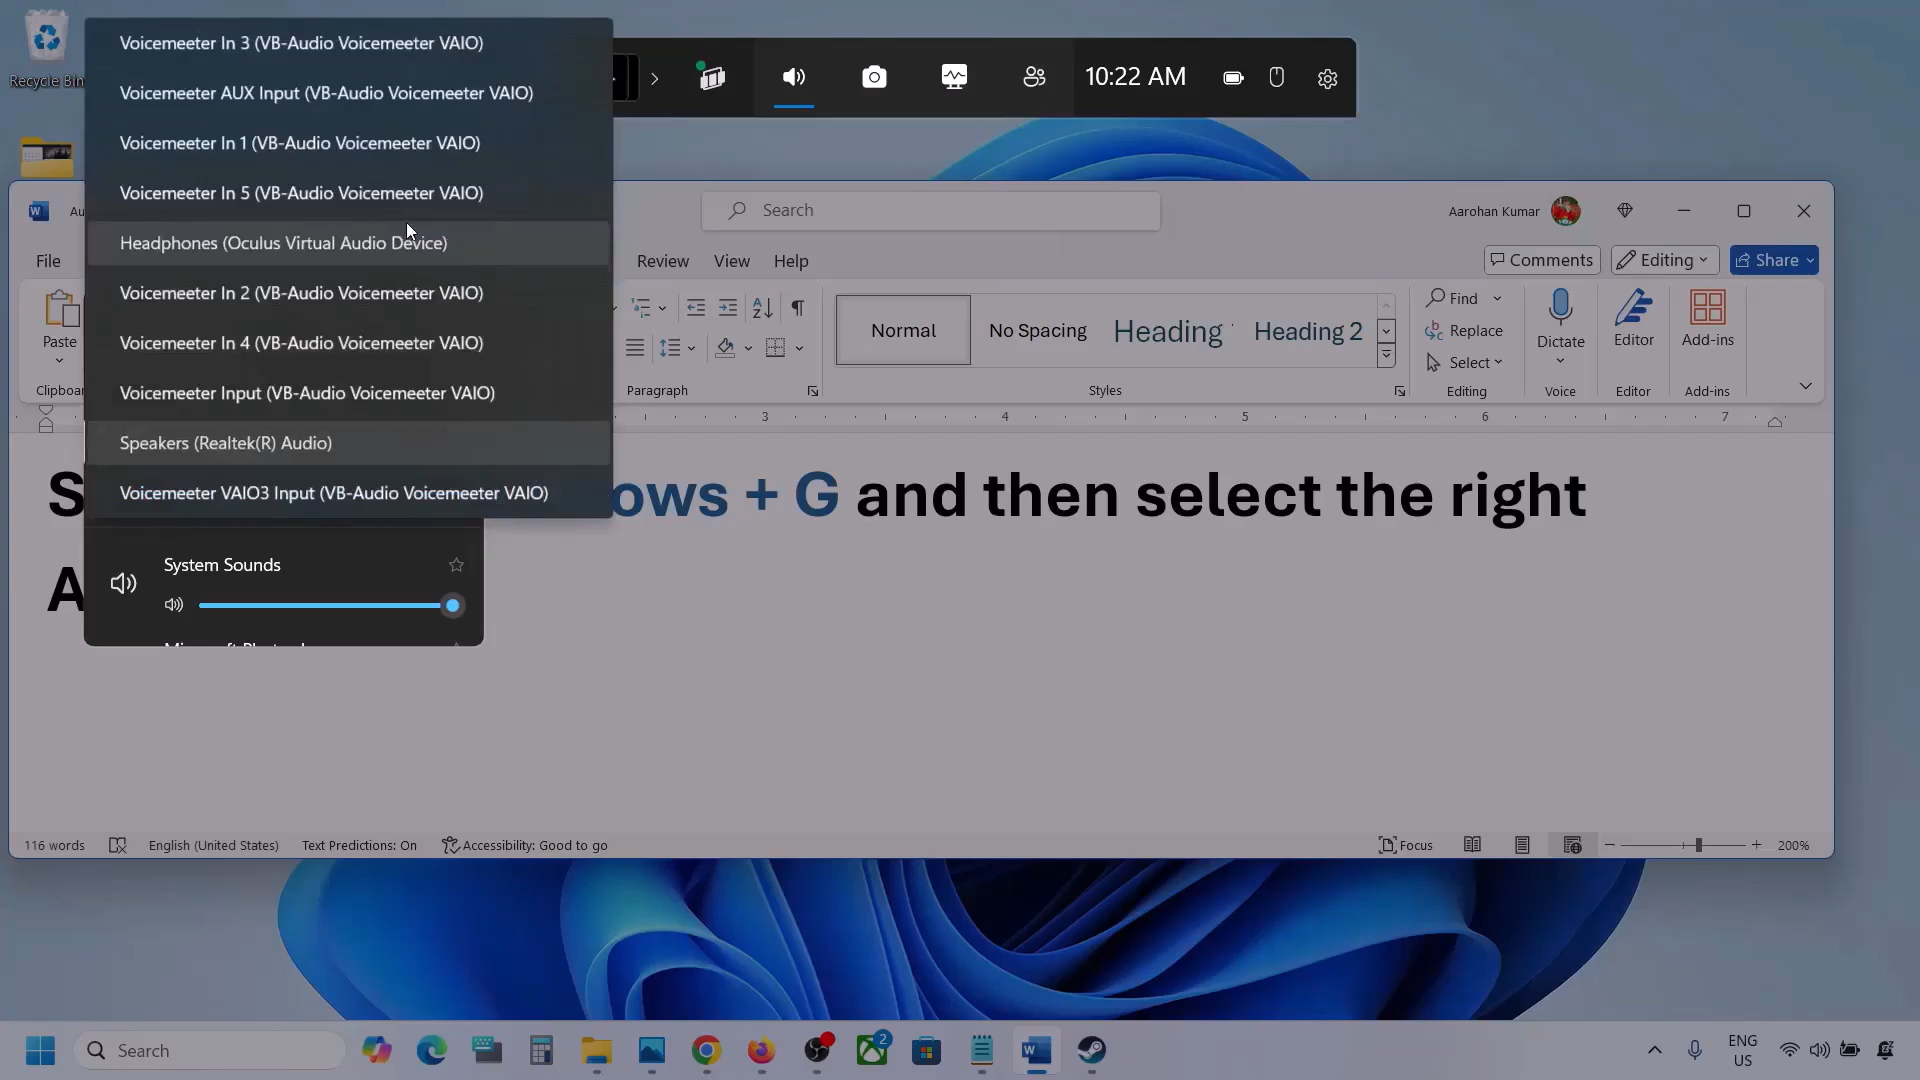 Recycle Bin
Voicemeeter In 3 (VB-Audio Voicemeeter VAIO)
Voicemeeter AUX Input (VB-Audio Voicemeeter VAIO)
Voicemeeter In 1 (VB-Audio Voicemeeter VAIO)
Voicemeeter In 5 (VB-Audio Voicemeeter VAIO)
Headphones (Oculus Virtual Audio Device)
Voicemeeter In 2 (VB-Audio Voicemeeter VAIO)
Voicemeeter In 4 (VB-Audio Voicemeeter VAIO)
Voicemeeter Input (VB-Audio Voicemeeter VAIO)
Speakers (Realtek(R) Audio)
Voicemeeter VAIO3 Input (VB-Audio Voicemeeter VAIO)
System Sounds
10:22 AM
Au
Search
Aarohan Kumar
File
Review View Help
Comments
Editing
Share
Paste
Clipboar
Paragraph
Normal
No Spacing
Heading
Heading 2
Styles
Find
Replace
Select
Editing
Dictate
Voice
Editor
Editor
Add-ins
Add-ins
3 4 5 6 7
S ows + G and then select the right
A
116 words
English (United States)
Text Predictions: On
Accessibility: Good to go
Focus
200%
Search
2
ENG
US